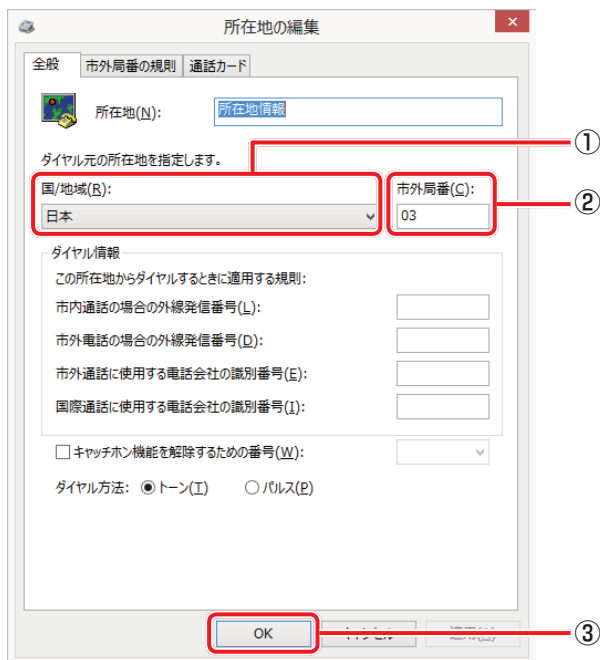 所在地の編集
全般 市外局番の規則 通話カード
所在地(N): 所在地情報
①
ダイヤル元の所在地を指定します。
国/地域(R): 市外局番(C):
②
日本 03
ダイヤル情報
この所在地からダイヤルするときに適用する規則:
市内通話の場合の外線発信番号(L):
市外電話の場合の外線発信番号(D):
市外通話に使用する電話会社の識別番号(E):
国際通話に使用する電話会社の識別番号(I):
キャッチホン機能を解除するための番号(W):
ダイヤル方法: トーン(T) パルス(P)
OK
③